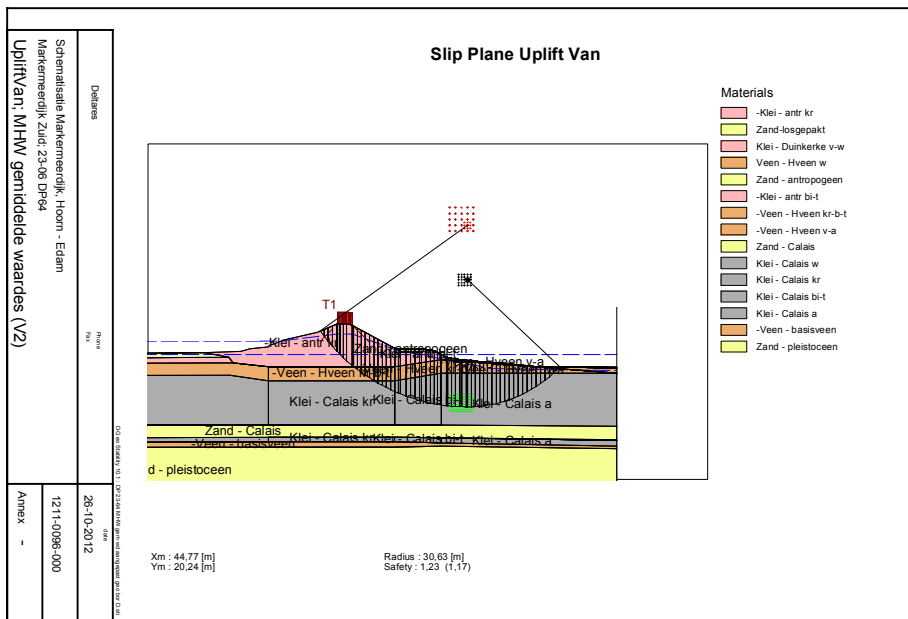 Slip Plane Uplift Van
Materials
-Klei - antr kr
Zand-losgepakt
Klei - Duinkerke v-w
Veen - Hveen w
Zand - antropogeen
-Klei - antr bi-t
-Veen - Hveen kr-b-t
-Veen - Hveen v-a
Zand - Calais
Klei - Calais w
Klei - Calais kr
Klei - Calais bi-t
Klei - Calais a
-Veen - basisveen
Zand - pleistoceen
T1
-Klei - antr kr
Zand - antropogeen
Hveen v-a
-Veen - Hveen kr-b-t
Klei - Calais kr
Klei - Calais bi-t
Klei - Calais a
Zand - Calais
Klei - Calais kr
Klei - Calais bi-t
Klei - Calais a
-Veen - basisveen
d - pleistoceen
Xm : 44,77 [m]
Ym : 20,24 [m]
Radius : 30,63 [m]
Safety : 1,23 (1,17)
Deltares
Phone
Fax
date
26-10-2012
Schematisatie Markermeerdijk, Hoorn - Edam
Markermeerdijk Zuid; 23-06 DP64
1211-0096-000
UpliftVan; MHW gemiddelde waardes (V2)
Annex -